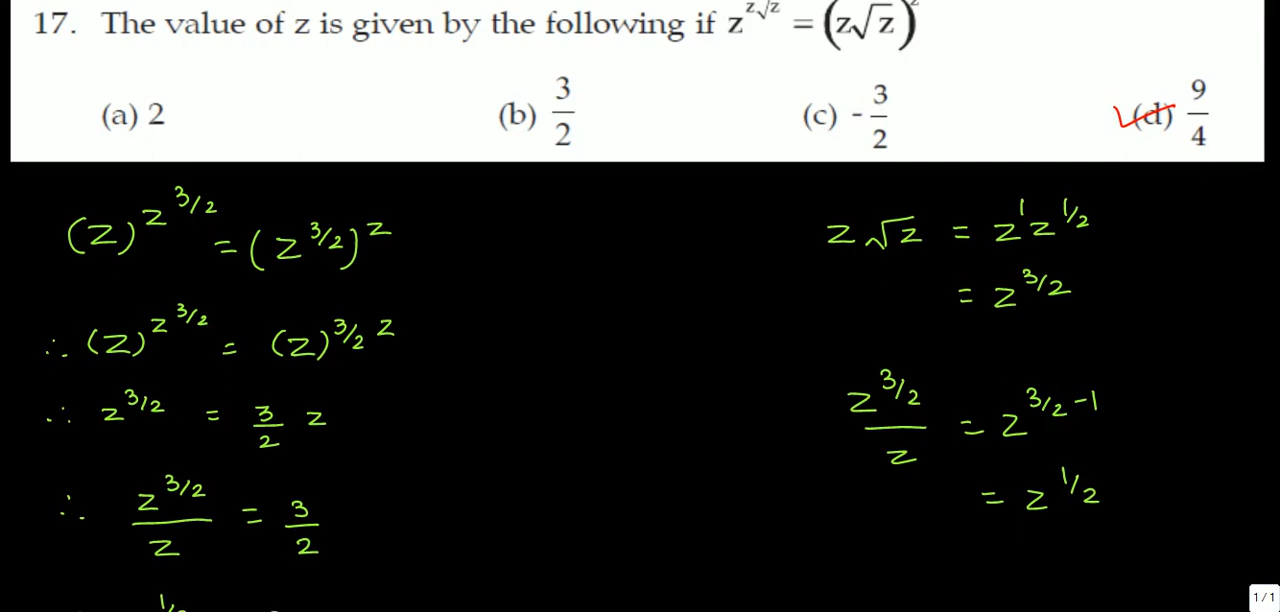 17. The value of z is given by the following if z^{z√z} = (z√z)^z
(a) 2 (b) 3/2 (c) - 3/2 (d) 9/4
(z)^{z^{3/2}} = (z^{3/2})^z
z√z = z^1 z^{1/2}
= z^{3/2}
∴ (z)^{z^{3/2}} = (z)^{3/2 z}
∴ z^{3/2} = 3/2 z
z^{3/2}/z = z^{3/2 -1}
= z^{1/2}
∴ z^{3/2}/z = 3/2
1/1